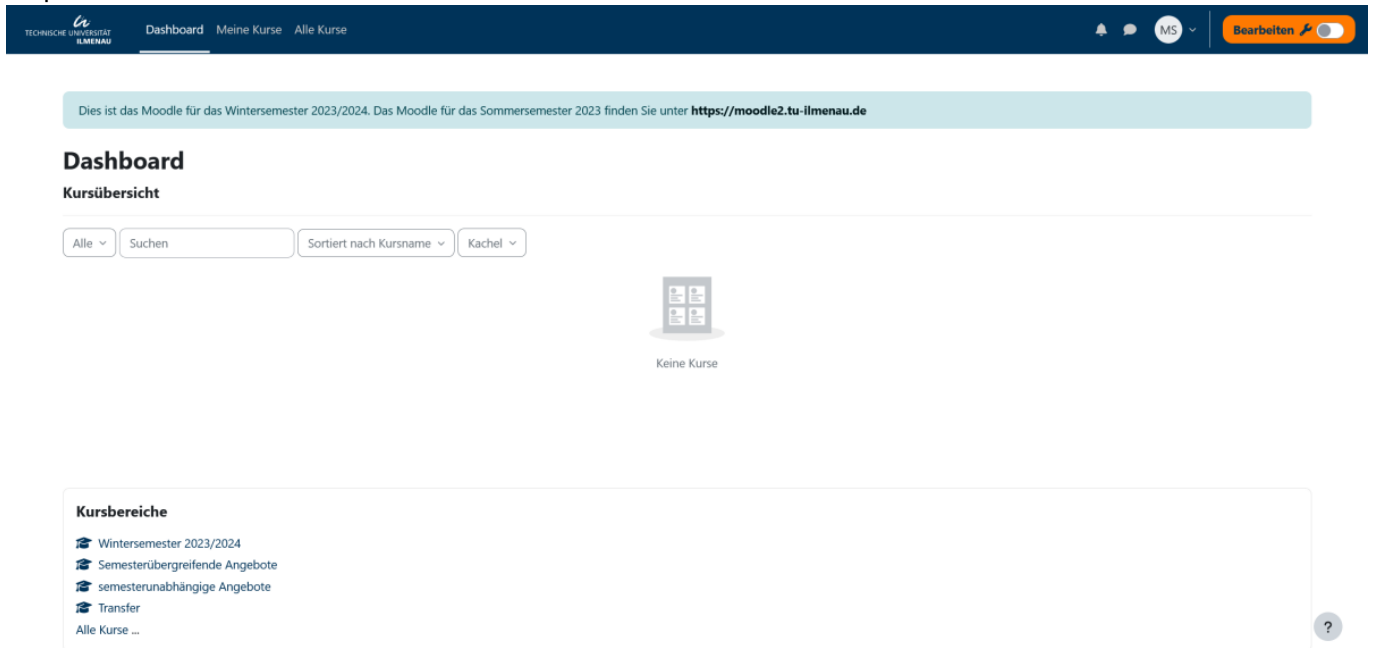 TECHNISCHE UNIVERSITÄT
ILMENAU
Dashboard Meine Kurse Alle Kurse
MS
Bearbeiten
Dies ist das Moodle für das Wintersemester 2023/2024. Das Moodle für das Sommersemester 2023 finden Sie unter https://moodle2.tu-ilmenau.de
Dashboard
Kursübersicht
Alle Suchen Sortiert nach Kursname Kachel
Keine Kurse
Kursbereiche
Wintersemester 2023/2024
Semesterübergreifende Angebote
semesterunabhängige Angebote
Transfer
Alle Kurse ...
?